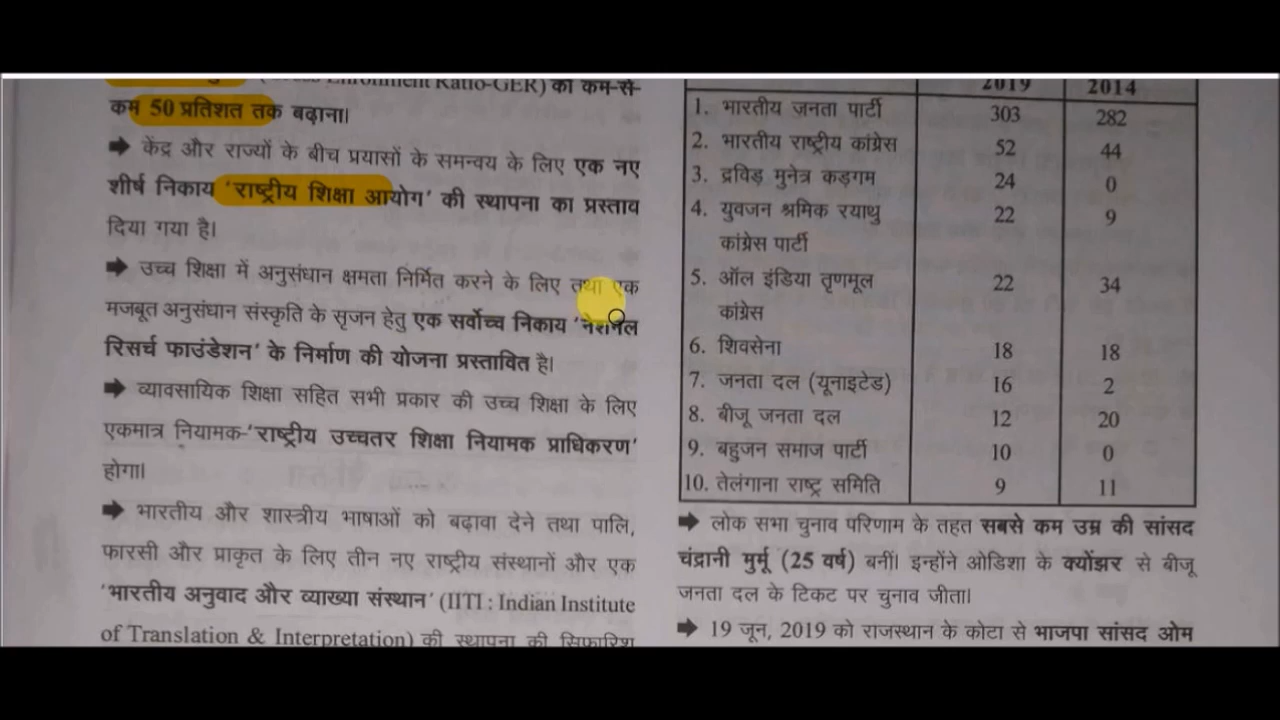 Enrolment Ratio-GER) को कम-से-
कम 50 प्रतिशत तक बढ़ाना।
➔ केंद्र और राज्यों के बीच प्रयासों के समन्वय के लिए एक नए
शीर्ष निकाय 'राष्ट्रीय शिक्षा आयोग' की स्थापना का प्रस्ताव
दिया गया है।
➔ उच्च शिक्षा में अनुसंधान क्षमता निर्मित करने के लिए तथा एक
मजबूत अनुसंधान संस्कृति के सृजन हेतु एक सर्वोच्च निकाय 'नेशनल
रिसर्च फाउंडेशन' के निर्माण की योजना प्रस्तावित है।
➔ व्यावसायिक शिक्षा सहित सभी प्रकार की उच्च शिक्षा के लिए
एकमात्र नियामक-'राष्ट्रीय उच्चतर शिक्षा नियामक प्राधिकरण'
होगा।
➔ भारतीय और शास्त्रीय भाषाओं को बढ़ावा देने तथा पालि,
फारसी और प्राकृत के लिए तीन नए राष्ट्रीय संस्थानों और एक
'भारतीय अनुवाद और व्याख्या संस्थान' (IITI : Indian Institute
of Translation & Interpretation) की स्थापना की सिफारिश
2019 2014
1. भारतीय जनता पार्टी 303 282
2. भारतीय राष्ट्रीय कांग्रेस 52 44
3. द्रविड़ मुनेत्र कड़गम 24 0
4. युवजन श्रमिक रयाथु 22 9
कांग्रेस पार्टी
5. ऑल इंडिया तृणमूल 22 34
कांग्रेस
6. शिवसेना 18 18
7. जनता दल (यूनाइटेड) 16 2
8. बीजू जनता दल 12 20
9. बहुजन समाज पार्टी 10 0
10. तेलंगाना राष्ट्र समिति 9 11
➔ लोक सभा चुनाव परिणाम के तहत सबसे कम उम्र की सांसद
चंद्रानी मुर्मू (25 वर्ष) बनीं। इन्होंने ओडिशा के क्योंझर से बीजू
जनता दल के टिकट पर चुनाव जीता।
➔ 19 जून, 2019 को राजस्थान के कोटा से भाजपा सांसद ओम